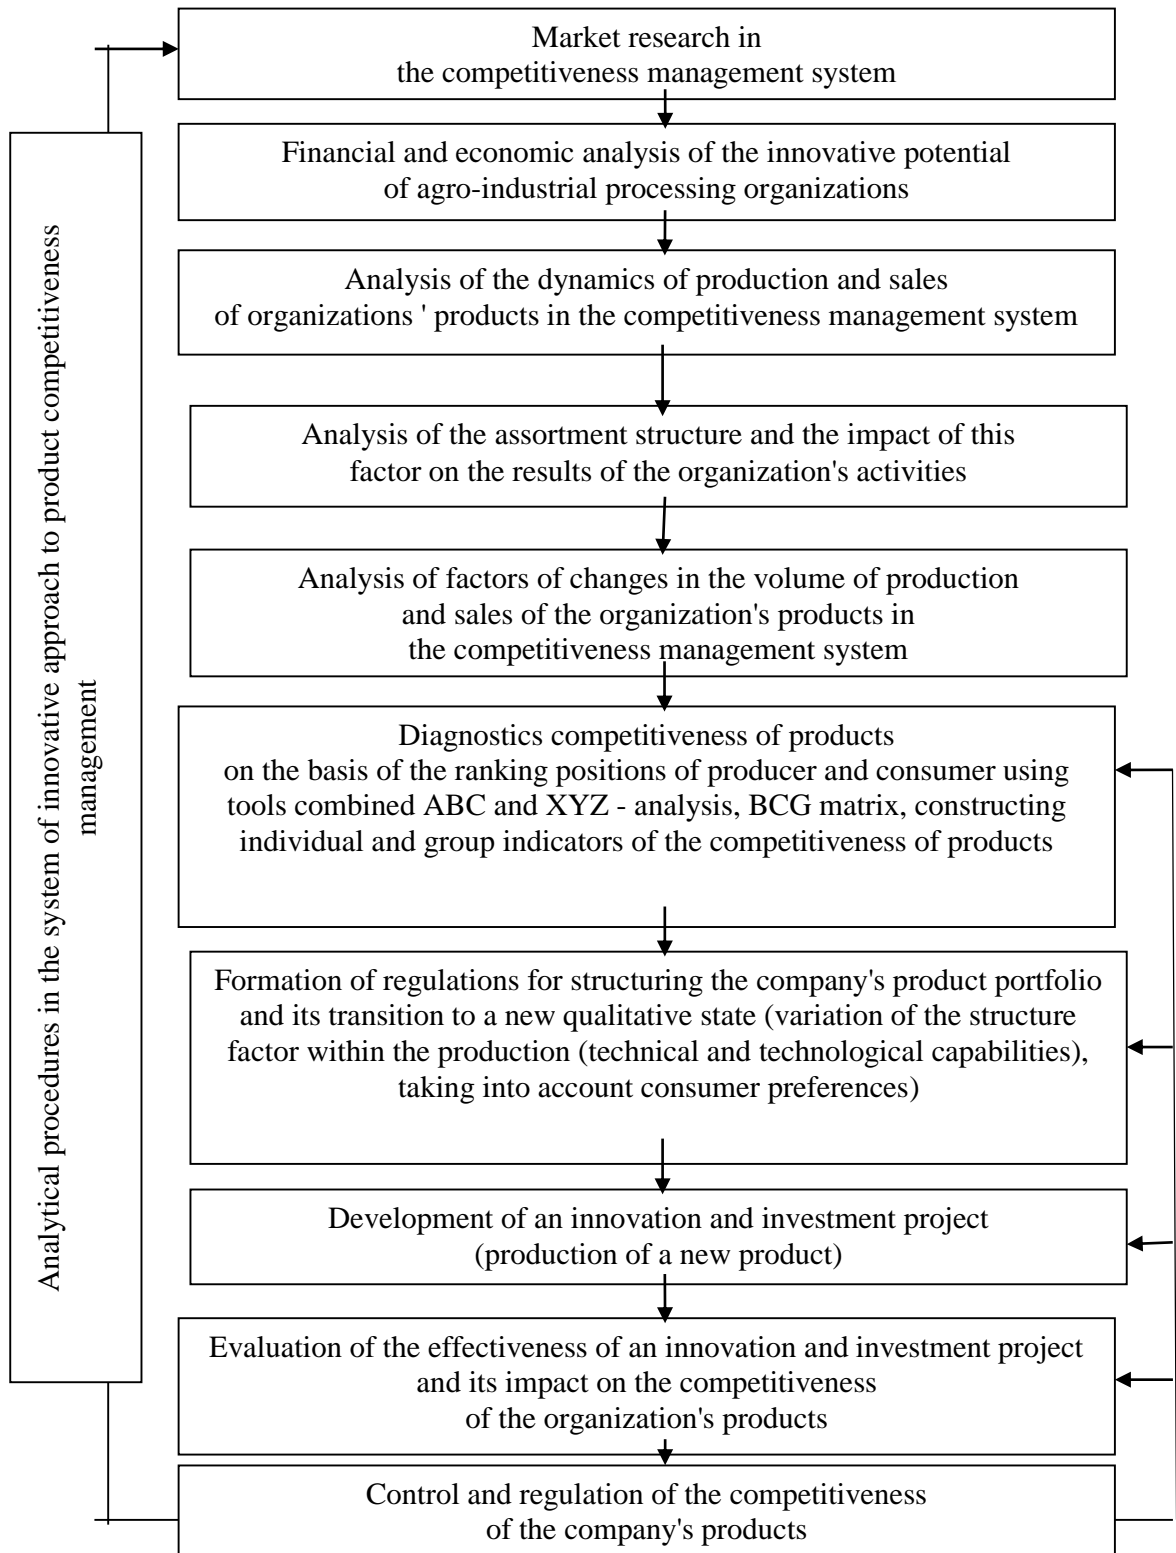 Market research in
the competitiveness management system
Financial and economic analysis of the innovative potential
of agro-industrial processing organizations
Analysis of the dynamics of production and sales
of organizations ' products in the competitiveness management system
Analysis of the assortment structure and the impact of this
factor on the results of the organization's activities
Analysis of factors of changes in the volume of production
and sales of the organization's products in
the competitiveness management system
Diagnostics competitiveness of products
on the basis of the ranking positions of producer and consumer using
tools combined ABC and XYZ - analysis, BCG matrix, constructing
individual and group indicators of the competitiveness of products
Formation of regulations for structuring the company's product portfolio
and its transition to a new qualitative state (variation of the structure
factor within the production (technical and technological capabilities),
taking into account consumer preferences)
Development of an innovation and investment project
(production of a new product)
Evaluation of the effectiveness of an innovation and investment project
and its impact on the competitiveness
of the organization's products
Control and regulation of the competitiveness
of the company's products
Analytical procedures in the system of innovative approach to product competitiveness
management